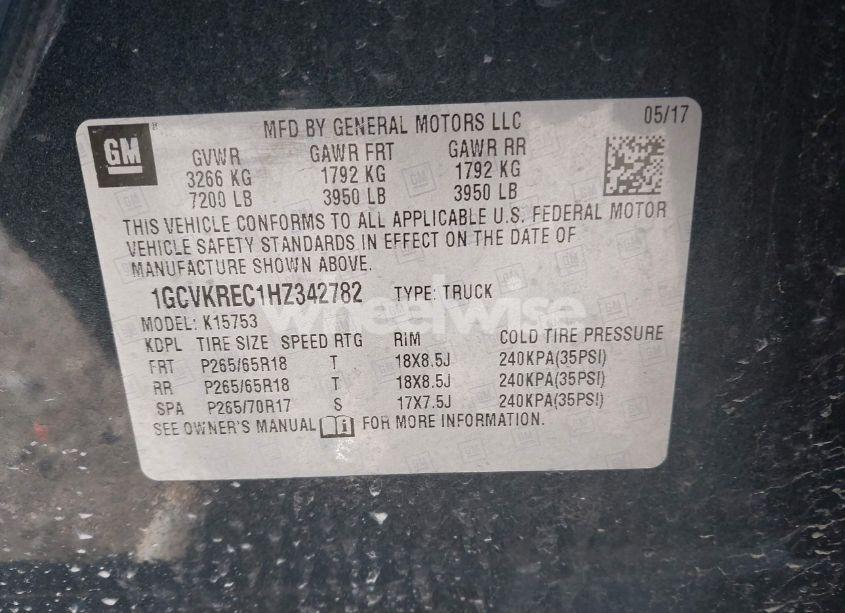 GM
MFD BY GENERAL MOTORS LLC
05/17
GVWR GAWR FRT GAWR RR
3266 KG 1792 KG 1792 KG
7200 LB 3950 LB 3950 LB
THIS VEHICLE CONFORMS TO ALL APPLICABLE U.S. FEDERAL MOTOR
VEHICLE SAFETY STANDARDS IN EFFECT ON THE DATE OF
MANUFACTURE SHOWN ABOVE.
1GCVKREC1HZ342782 TYPE: TRUCK
wheelwise
MODEL: K15753
KDPL TIRE SIZE SPEED RTG RIM COLD TIRE PRESSURE
FRT P265/65R18 T 18X8.5J 240KPA(35PSI)
RR P265/65R18 T 18X8.5J 240KPA(35PSI)
SPA P265/70R17 S 17X7.5J 240KPA(35PSI)
SEE OWNER'S MANUAL FOR MORE INFORMATION.